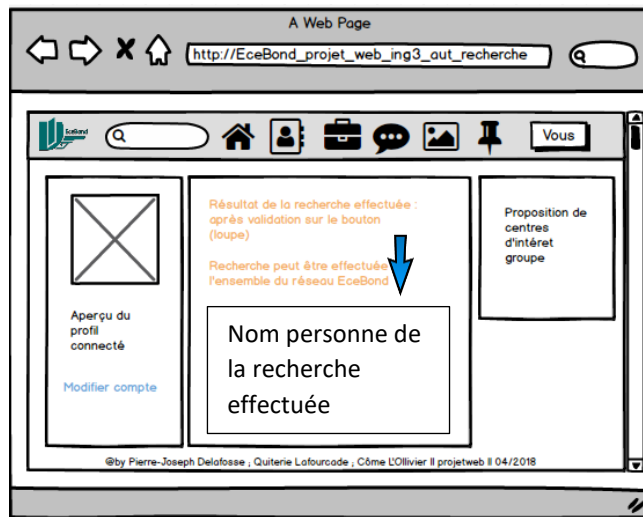 A Web Page
http://EceBond_projet_web_ing3_aut_recherche
EceBond
Vous
Aperçu du
profil
connecté
Modifier compte
Résultat de la recherche effectuée :
après validation sur le bouton
(loupe)
Recherche peut être effectuée
l'ensemble du réseau EceBond
Nom personne de
la recherche
effectuée
Proposition de
centres
d'intéret
groupe
@by Pierre-Joseph Delafosse ; Quiterie Lafourcade ; Côme L'Ollivier II projetweb II 04/2018